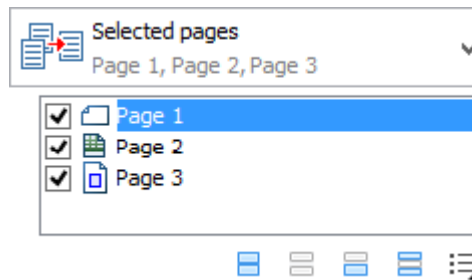 Selected pages
Page 1, Page 2, Page 3
Page 1
Page 2
Page 3